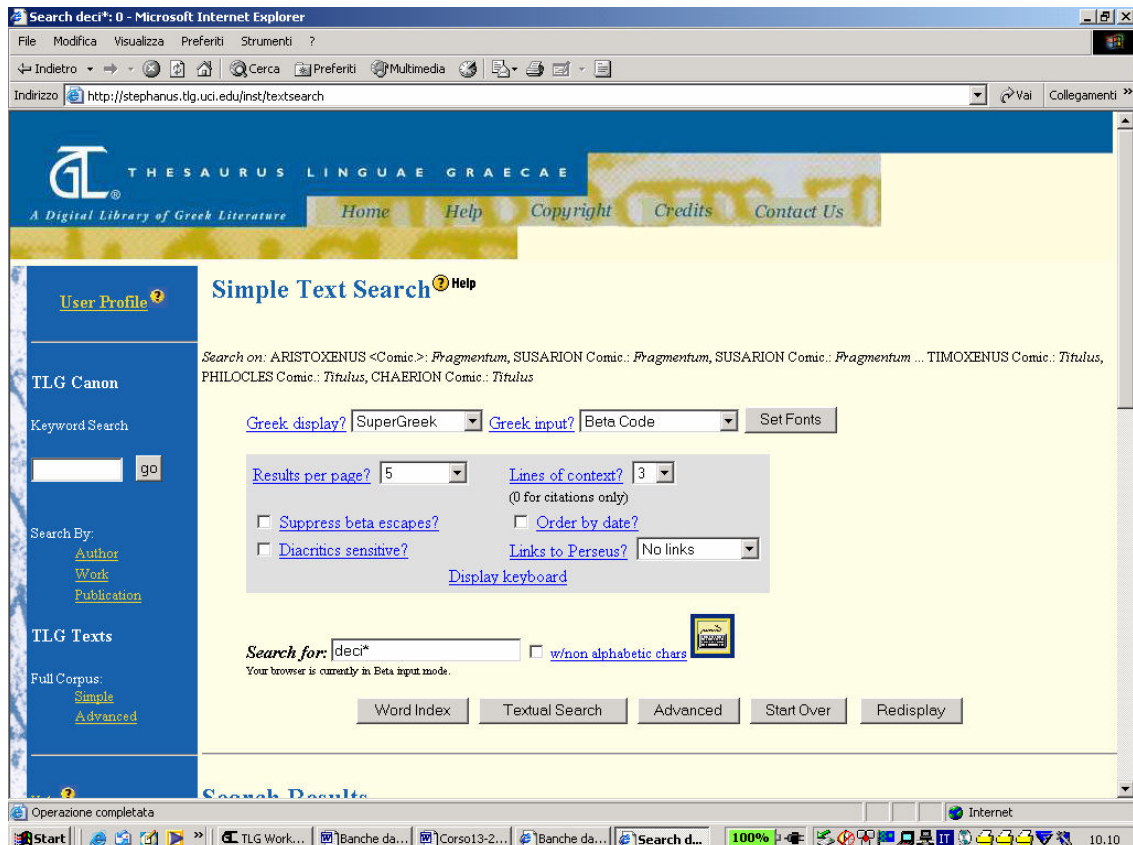 Search deci*: 0 - Microsoft Internet Explorer
File Modifica Visualizza Preferiti Strumenti ?
Indietro Cerca Preferiti Multimedia
Indirizzo http://stephanus.tlg.uci.edu/inst/textsearch Vai Collegamenti »
THESAURUS LINGUAE GRAECAE
A Digital Library of Greek Literature
Home Help Copyright Credits Contact Us
User Profile
Simple Text Search Help
Search on: ARISTOXENUS <Comic.>: Fragmentum, SUSARION Comic.: Fragmentum, SUSARION Comic.: Fragmentum ... TIMOXENUS Comic.: Titulus,
PHILOCLES Comic.: Titulus, CHAERION Comic.: Titulus
TLG Canon
Keyword Search
go
Search By:
Author
Work
Publication
TLG Texts
Full Corpus:
Simple
Advanced
Greek display? SuperGreek Greek input? Beta Code Set Fonts
Results per page? 5 Lines of context? 3
(0 for citations only)
Suppress beta escapes? Order by date?
Diacritics sensitive? Links to Perseus? No links
Display keyboard
Search for: deci* w/non alphabetic chars
Your browser is currently in Beta input mode.
Word Index Textual Search Advanced Start Over Redisplay
Search Results
Operazione completata Internet
Start » TLG Work... Banche da... Corso13-2... Banche da... Search d... 100% 10.10